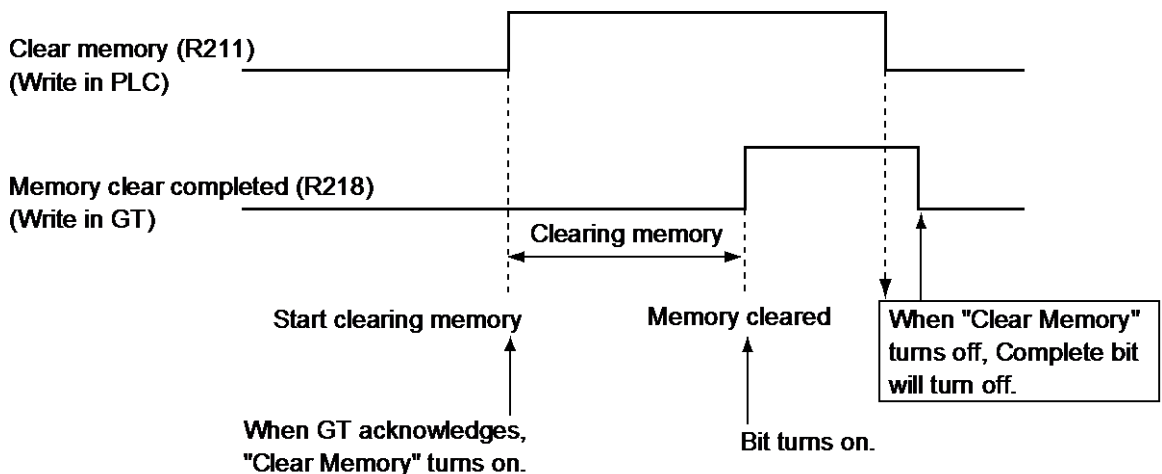 Clear memory (R211)
(Write in PLC)
Memory clear completed (R218)
(Write in GT)
Clearing memory
Start clearing memory
Memory cleared
When "Clear Memory"
turns off, Complete bit
will turn off.
When GT acknowledges,
"Clear Memory" turns on.
Bit turns on.